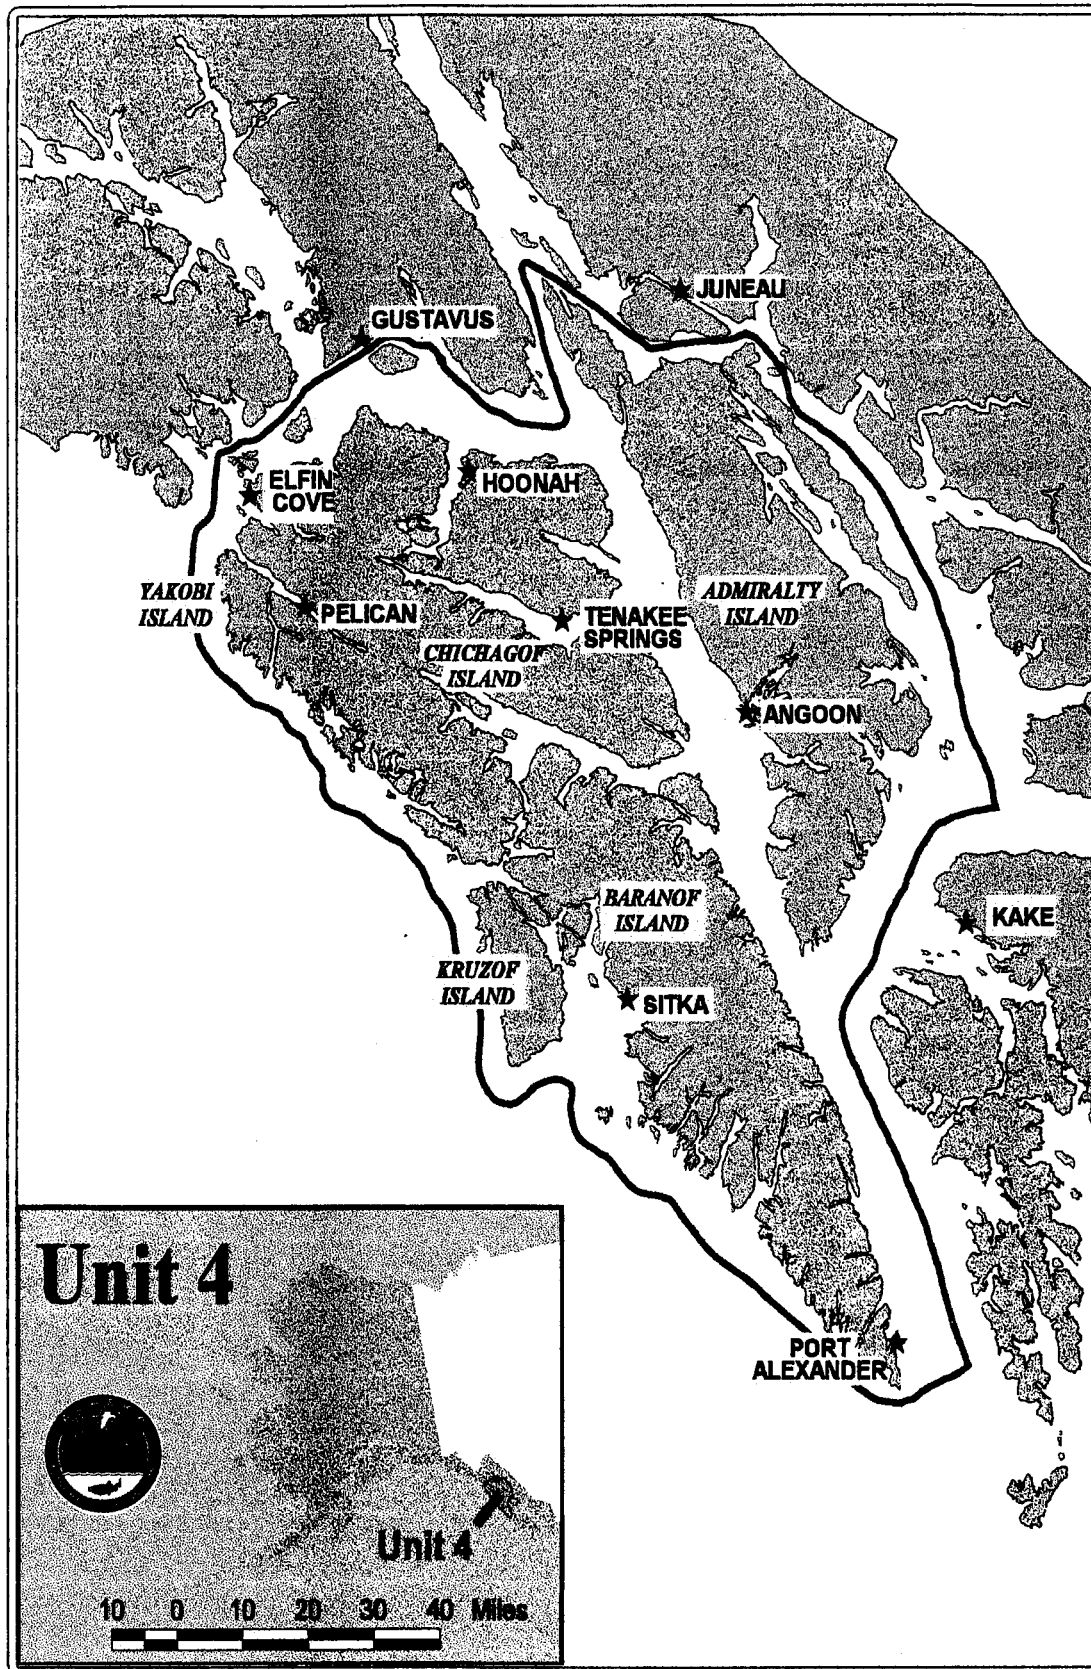 JUNEAU
GUSTAVUS
ELFIN
COVE
HOONAH
YAKOBI
ISLAND
PELICAN
TENAKEE
SPRINGS
ADMIRALTY
ISLAND
CHICHAGOF
ISLAND
ANGOON
BARANOF
ISLAND
KAKE
KRUZOF
ISLAND
SITKA
Unit 4
PORT
ALEXANDER
Unit 4
10 0 10 20 30 40 Miles